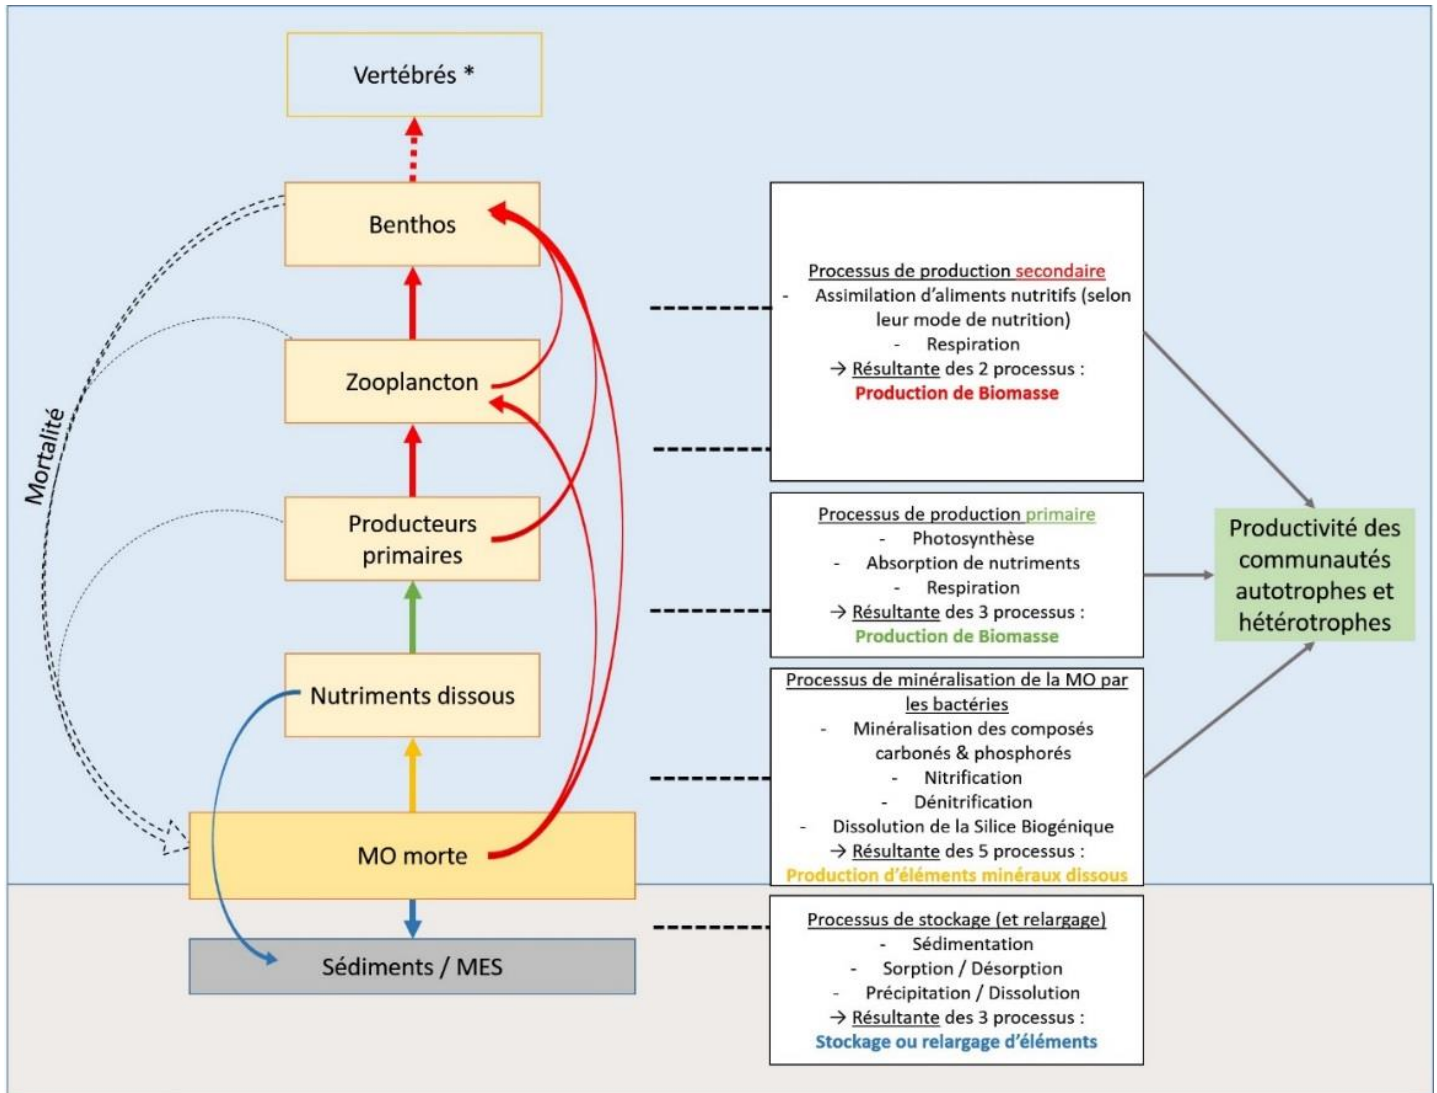 Vertébrés *
Benthos
Zooplancton
Mortalité
Producteurs
primaires
Nutriments dissous
MO morte
Sédiments / MES
Processus de production secondaire
- Assimilation d'aliments nutritifs (selon
leur mode de nutrition)
- Respiration
→ Résultante des 2 processus :
Production de Biomasse
Processus de production primaire
- Photosynthèse
- Absorption de nutriments
- Respiration
→ Résultante des 3 processus :
Production de Biomasse
Processus de minéralisation de la MO par
les bactéries
- Minéralisation des composés
carbonés & phosphorés
- Nitrification
- Dénitrification
- Dissolution de la Silice Biogénique
→ Résultante des 5 processus :
Production d'éléments minéraux dissous
Processus de stockage (et relargage)
- Sédimentation
- Sorption / Désorption
- Précipitation / Dissolution
→ Résultante des 3 processus :
Stockage ou relargage d'éléments
Productivité des
communautés
autotrophes et
hétérotrophes